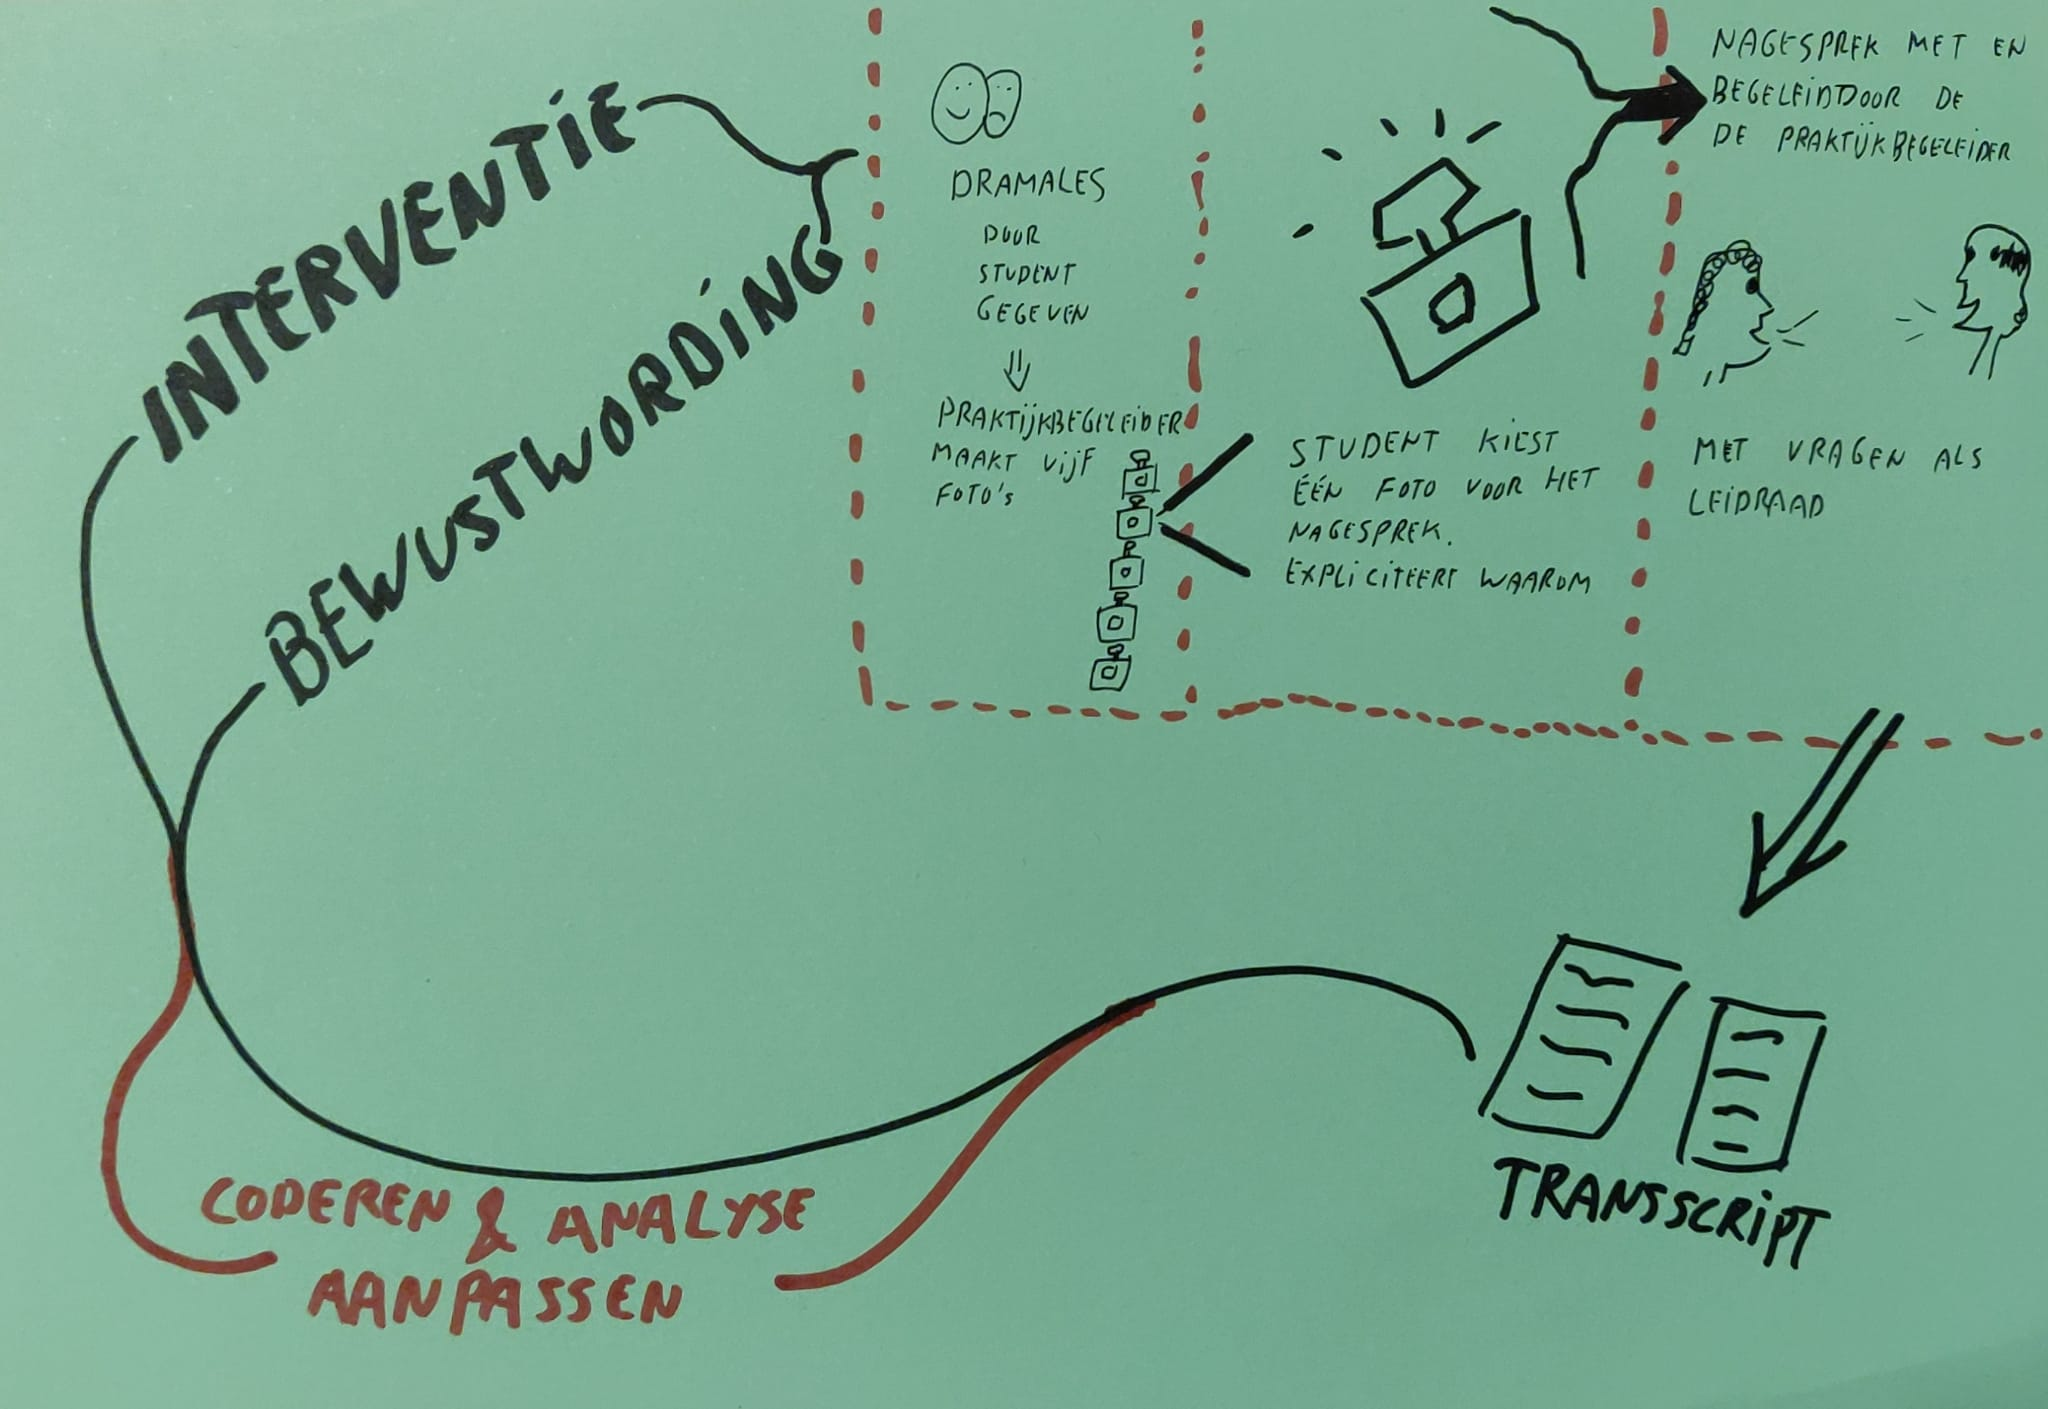 INTERVENTIE
BEWUSTWORDING
DRAMALES
DOOR
STUDENT
GEGEVEN
PRAKTIJKBEGELEIDER
MAAKT VIJF
FOTO'S
STUDENT KIEST
ÉÉN FOTO VOOR HET
NAGESPREK.
EXPLICITEERT WAAROM
NAGESPREK MET EN
BEGELEIDDOOR DE
DE PRAKTIJKBEGELEIDER
MET VRAGEN ALS
LEIDRAAD
TRANSSCRIPT
CODEREN & ANALYSE
AANPASSEN